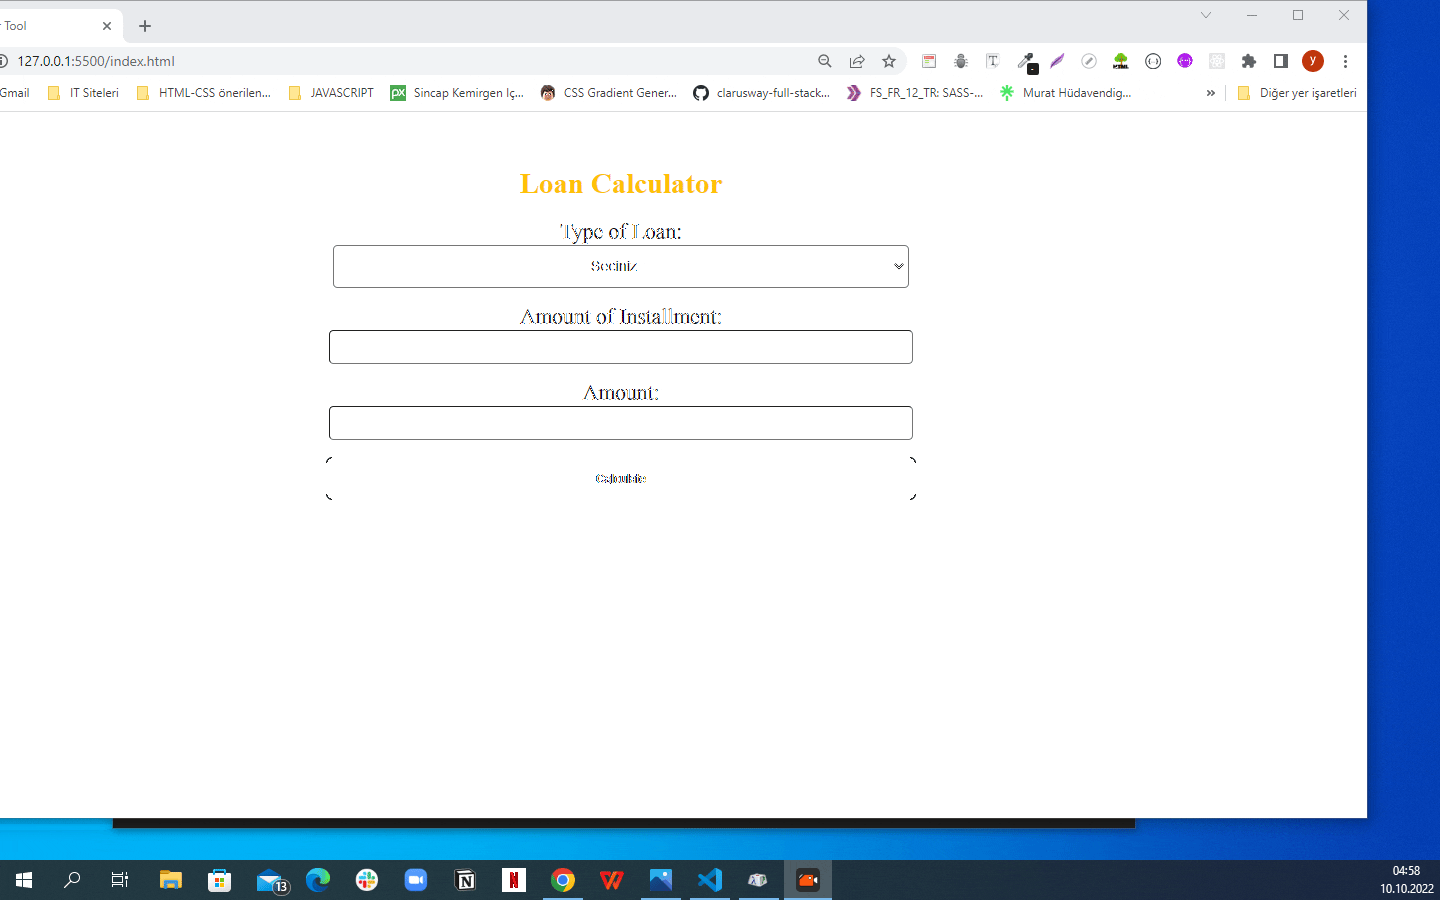 Tool
127.0.0.1:5500/index.html
T
y
Gmail
IT Siteleri
HTML-CSS önerilen...
JAVASCRIPT
px
Sincap Kemirgen Iç...
CSS Gradient Gener...
clarusway-full-stack...
FS_FR_12_TR: SASS-...
Murat Hüdavendig...
»
Diğer yer işaretleri
Loan Calculator
Type of Loan:
Seciniz
Amount of Installment:
Amount:
Calculate
13
04:58
10.10.2022